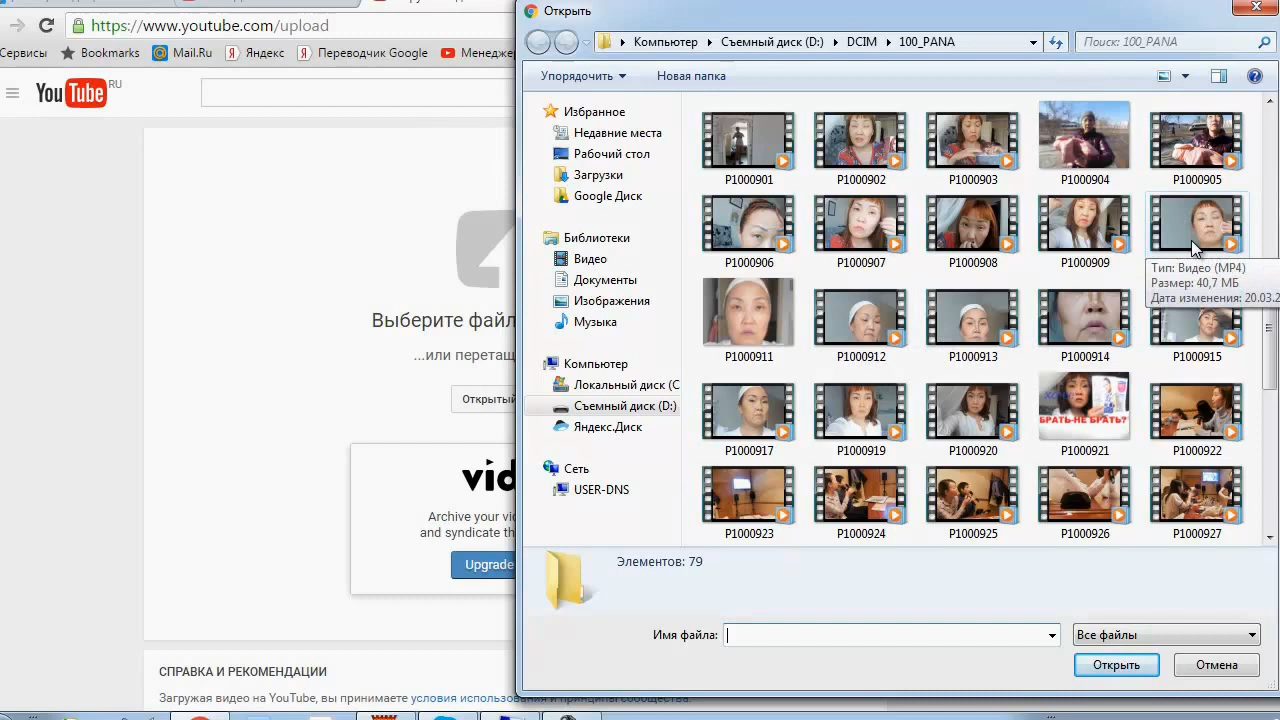 https://www.youtube.com/upload
Сервисы
Bookmarks
Mail.Ru
Яндекс
Переводчик Google
Менеджер
YouTube RU
Выберите файл
...или перетащ
Открытый
vid
Archive your vi
and syndicate th
Upgrade
СПРАВКА И РЕКОМЕНДАЦИИ
Загружая видео на YouTube, вы принимаете условия использования и принципы сообщества.
Открыть
Компьютер
Съемный диск (D:)
DCIM
100_PANA
Поиск: 100_PANA
Упорядочить
Новая папка
Избранное
Недавние места
Рабочий стол
Загрузки
Google Диск
Библиотеки
Видео
Документы
Изображения
Музыка
Компьютер
Локальный диск (C
Съемный диск (D:)
Яндекс.Диск
Сеть
USER-DNS
P1000901 P1000902 P1000903 P1000904 P1000905
P1000906 P1000907 P1000908 P1000909
Тип: Видео (MP4)
Размер: 40,7 МБ
Дата изменения: 20.03.2
P1000911 P1000912 P1000913 P1000914 P1000915
БРАТЬ-НЕ БРАТЬ?
P1000917 P1000919 P1000920 P1000921 P1000922
P1000923 P1000924 P1000925 P1000926 P1000927
Элементов: 79
Имя файла:
Все файлы
Открыть
Отмена